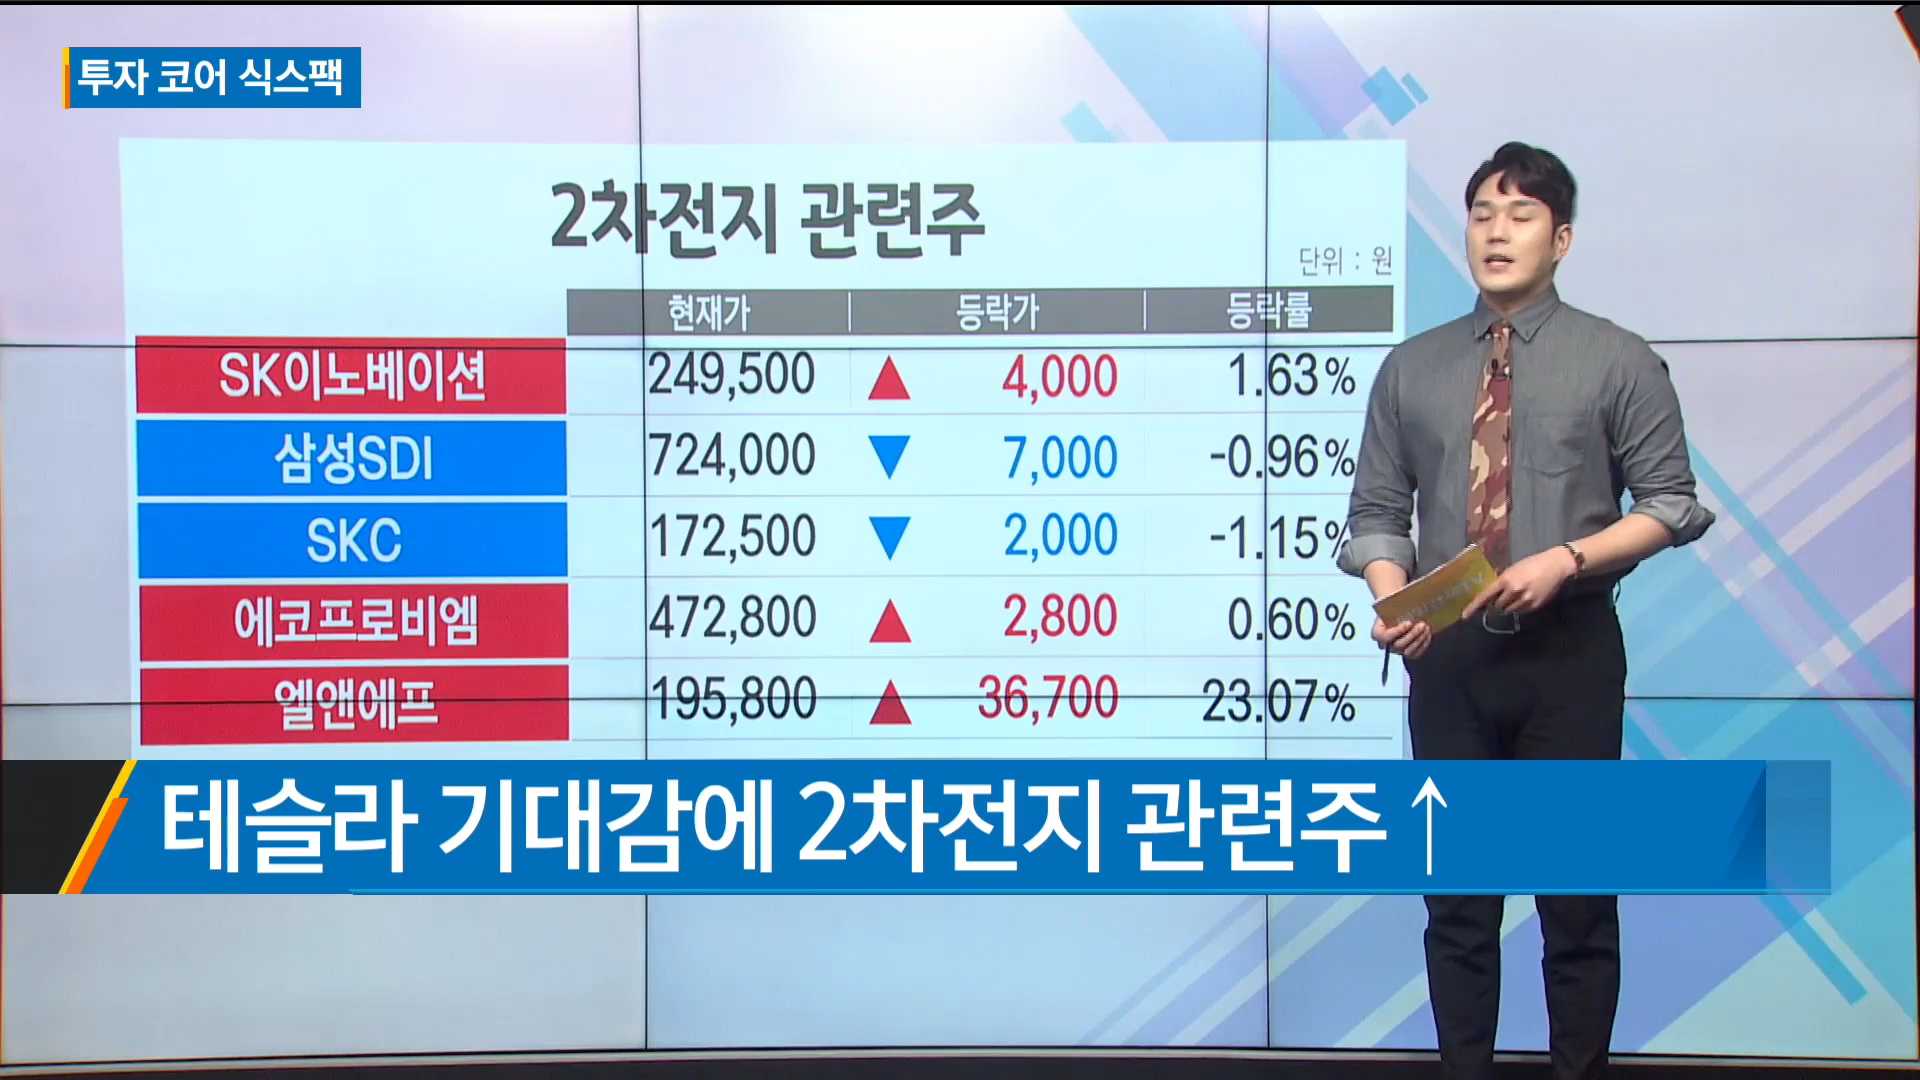 투자 코어 식스팩
2차전지 관련주
단위 : 원
현재가 등락가 등락률
SK이노베이션 249,500 ▲ 4,000 1.63%
삼성SDI 724,000 ▼ 7,000 -0.96%
SKC 172,500 ▼ 2,000 -1.15%
에코프로비엠 472,800 ▲ 2,800 0.60%
엘앤에프 195,800 ▲ 36,700 23.07%
테슬라 기대감에 2차전지 관련주↑